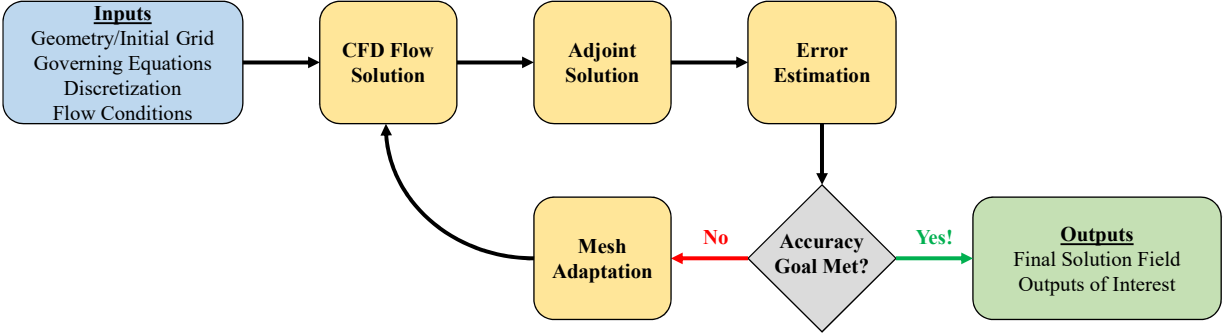 Inputs
Geometry/Initial Grid
Governing Equations
Discretization
Flow Conditions
CFD Flow
Solution
Adjoint
Solution
Error
Estimation
Accuracy
Goal Met?
No
Mesh
Adaptation
Yes!
Outputs
Final Solution Field
Outputs of Interest